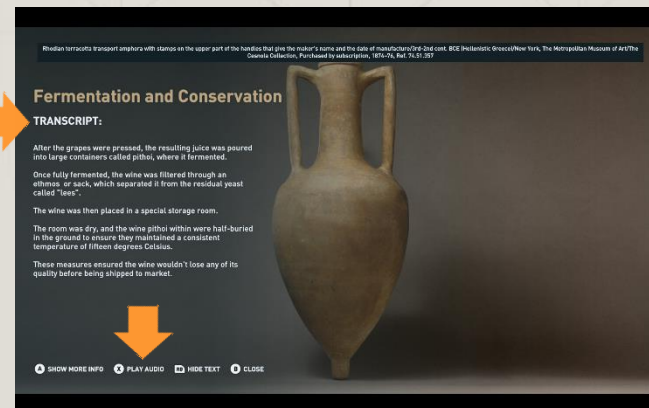 Rhodian terracotta transport amphora with stamps on the upper part of the handles that give the maker's name and the date of manufacture/3rd-2nd cent. BCE (Hellenistic Greece)/New York, The Metropolitan Museum of Art/The
Cesnola Collection, Purchased by subscription, 1874-76, Ref. 74.51.357
Fermentation and Conservation
TRANSCRIPT:
After the grapes were pressed, the resulting juice was poured
into large containers called pithoi, where it fermented.
Once fully fermented, the wine was filtered through an
ethmos or sack, which separated it from the residual yeast
called "lees".
The wine was then placed in a special storage room.
The room was dry, and the wine pithoi within were half-buried
in the ground to ensure they maintained a consistent
temperature of fifteen degrees Celsius.
These measures ensured the wine wouldn't lose any of its
quality before being shipped to market.
A SHOW MORE INFO X PLAY AUDIO RB HIDE TEXT B CLOSE